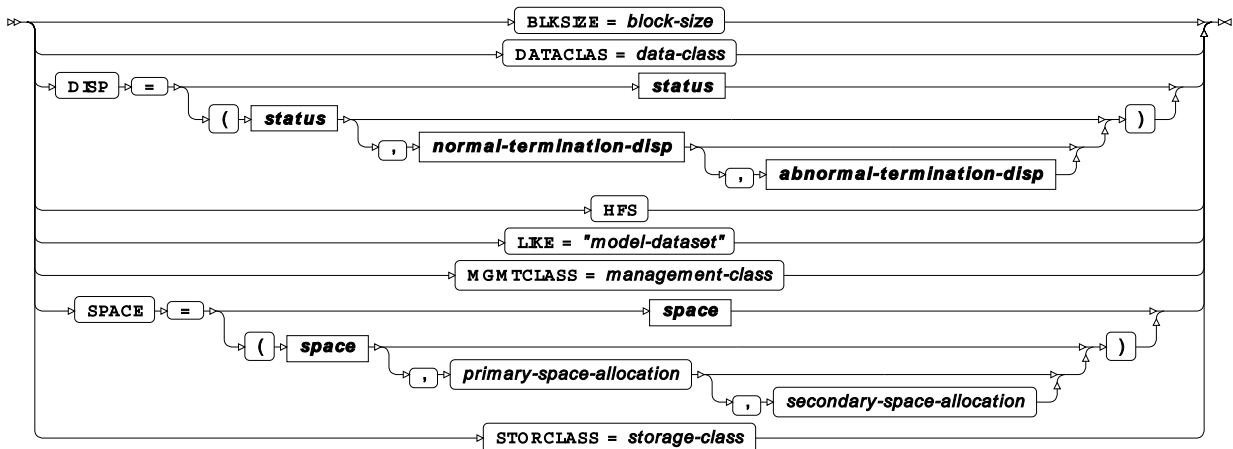 BLKSIZE = block-size
DATACLAS = data-class
DISP = status
( status )
, normal-termination-disp
, abnormal-termination-disp
HFS
LIKE = "model-dataset"
MGMTCLASS = management-class
SPACE = space
( space )
, primary-space-allocation
, secondary-space-allocation
STORCLASS = storage-class